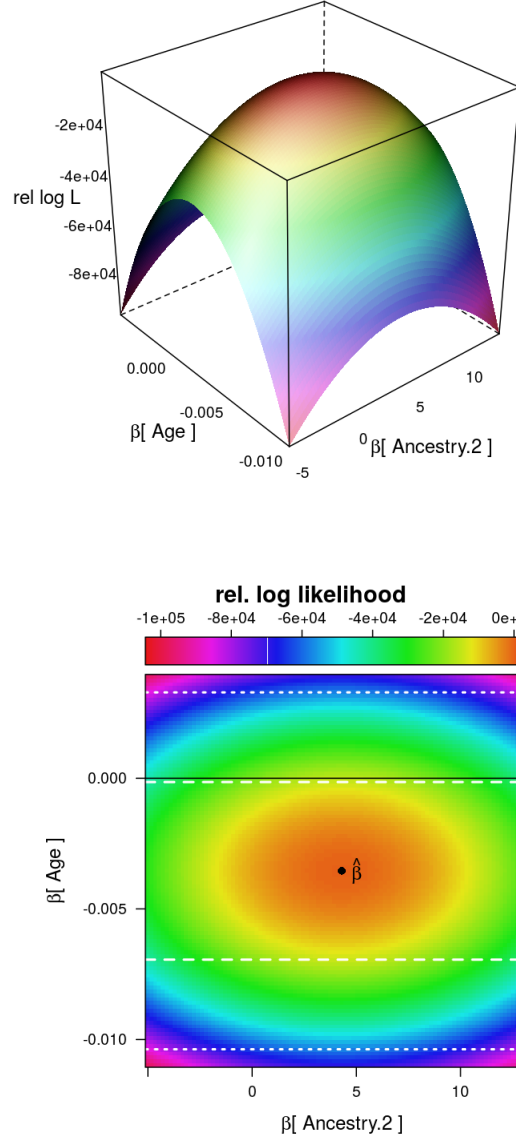 -2e+04
-4e+04
rel log L
-6e+04
-8e+04
0.000
-0.005
-0.010
β[ Age ]
-5
0
5
10
β[ Ancestry.2 ]
rel. log likelihood
-1e+05 -8e+04 -6e+04 -4e+04 -2e+04
0.000
-0.005
-0.010
β[ Age ]
β̂
0 5 10
β[ Ancestry.2 ]